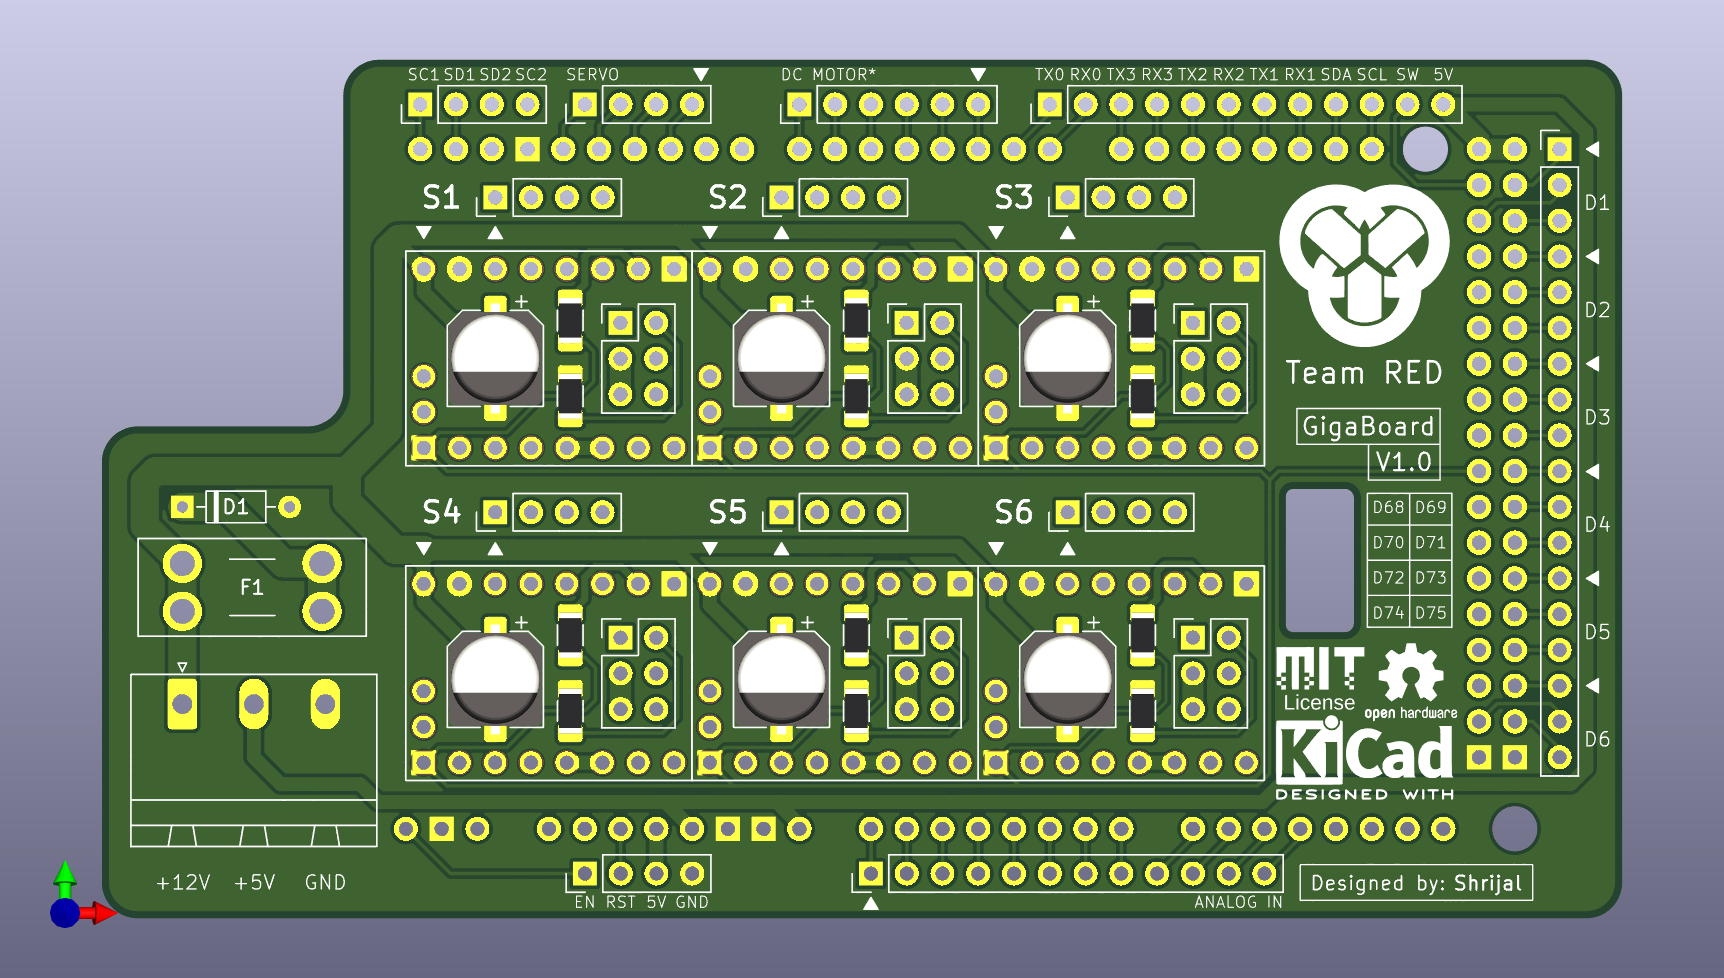 SC1 SD1 SD2 SC2 SERVO DC MOTOR* TX0 RX0 TX3 RX3 TX2 RX2 TX1 RX1 SDA SCL SW 5V
S1 S2 S3
D1
D2
+ + +
Team RED
D3
GigaBoard
V1.0
D1
S4 S5 S6
D68 D69
D4
D70 D71
D72 D73
F1
D74 D75
D5
+ + +
MIT
License
open hardware
KiCad
D6
DESIGNED WITH
+12V +5V GND
Designed by: Shrijal
EN RST 5V GND
ANALOG IN